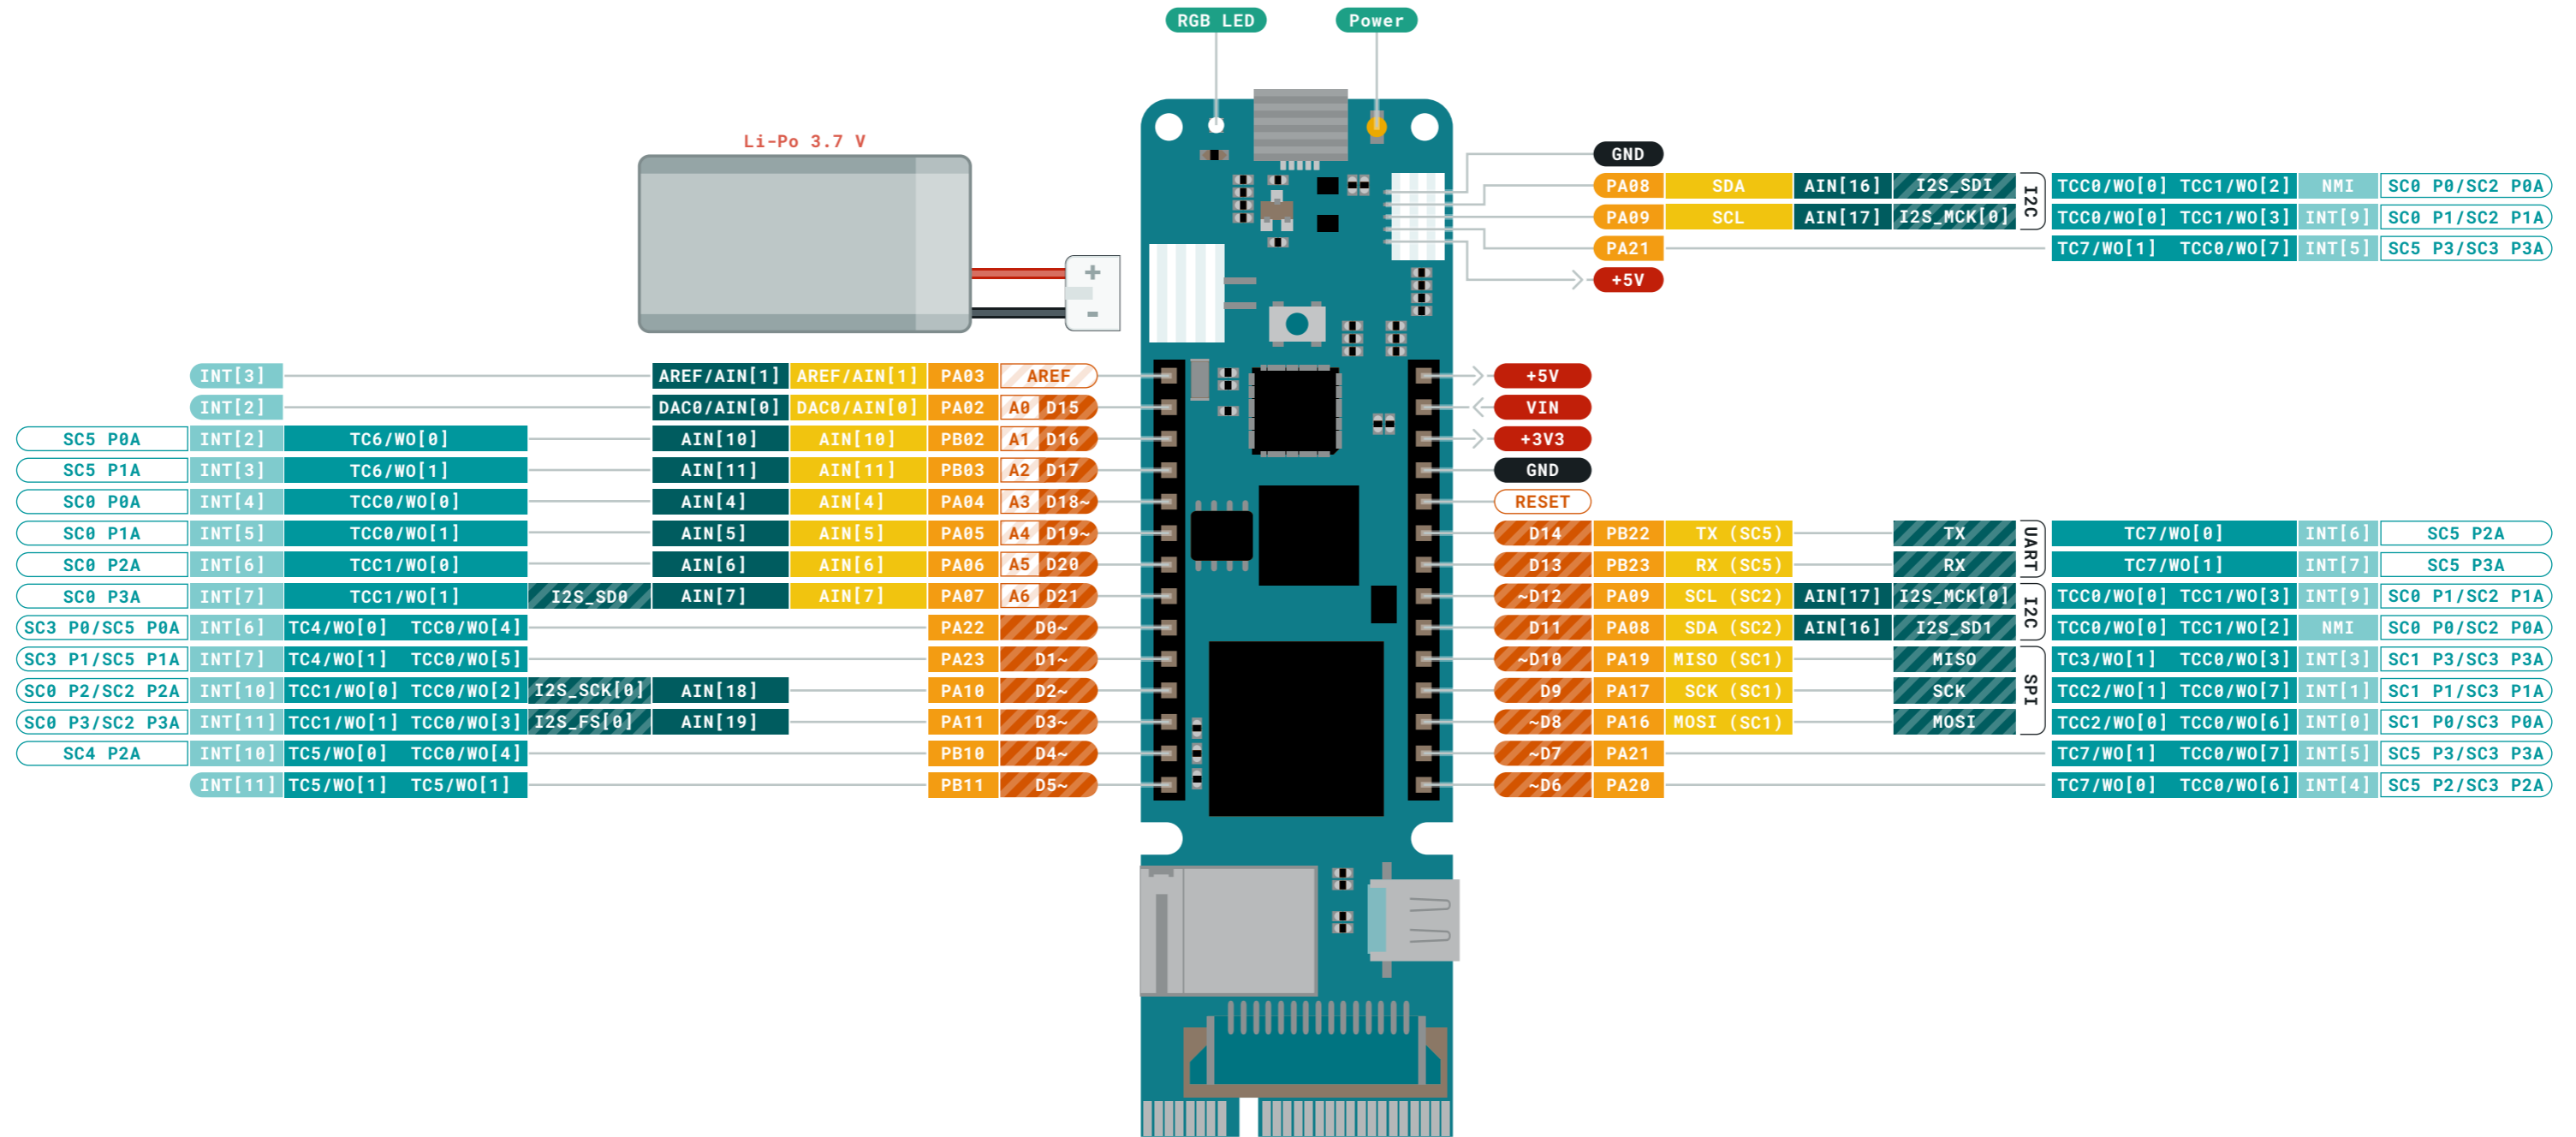 RGB LED Power
Li-Po 3.7 V
+
-
GND
PA08 SDA AIN[16] I2S_SDI TCC0/WO[0] TCC1/WO[2] NMI SC0 P0/SC2 P0A
I2C
PA09 SCL AIN[17] I2S_MCK[0] TCC0/WO[0] TCC1/WO[3] INT[9] SC0 P1/SC2 P1A
PA21 TC7/WO[1] TCC0/WO[7] INT[5] SC5 P3/SC3 P3A
+5V
INT[3] AREF/AIN[1] AREF/AIN[1] PA03 AREF
INT[2] DAC0/AIN[0] DAC0/AIN[0] PA02 A0 D15
SC5 P0A INT[2] TC6/WO[0] AIN[10] AIN[10] PB02 A1 D16
SC5 P1A INT[3] TC6/WO[1] AIN[11] AIN[11] PB03 A2 D17
SC0 P0A INT[4] TCC0/WO[0] AIN[4] AIN[4] PA04 A3 D18~
SC0 P1A INT[5] TCC0/WO[1] AIN[5] AIN[5] PA05 A4 D19~
SC0 P2A INT[6] TCC1/WO[0] AIN[6] AIN[6] PA06 A5 D20
SC0 P3A INT[7] TCC1/WO[1] I2S_SD0 AIN[7] AIN[7] PA07 A6 D21
SC3 P0/SC5 P0A INT[6] TC4/WO[0] TCC0/WO[4] PA22 D0~
SC3 P1/SC5 P1A INT[7] TC4/WO[1] TCC0/WO[5] PA23 D1~
SC0 P2/SC2 P2A INT[10] TCC1/WO[0] TCC0/WO[2] I2S_SCK[0] AIN[18] PA10 D2~
SC0 P3/SC2 P3A INT[11] TCC1/WO[1] TCC0/WO[3] I2S_FS[0] AIN[19] PA11 D3~
SC4 P2A INT[10] TC5/WO[0] TCC0/WO[4] PB10 D4~
INT[11] TC5/WO[1] TC5/WO[1] PB11 D5~
+5V
VIN
+3V3
GND
RESET
D14 PB22 TX (SC5) TX TC7/WO[0] INT[6] SC5 P2A
UART
D13 PB23 RX (SC5) RX TC7/WO[1] INT[7] SC5 P3A
~D12 PA09 SCL (SC2) AIN[17] I2S_MCK[0] TCC0/WO[0] TCC1/WO[3] INT[9] SC0 P1/SC2 P1A
I2C
D11 PA08 SDA (SC2) AIN[16] I2S_SD1 TCC0/WO[0] TCC1/WO[2] NMI SC0 P0/SC2 P0A
~D10 PA19 MISO (SC1) MISO TC3/WO[1] TCC0/WO[3] INT[3] SC1 P3/SC3 P3A
SPI
D9 PA17 SCK (SC1) SCK TCC2/WO[1] TCC0/WO[7] INT[1] SC1 P1/SC3 P1A
~D8 PA16 MOSI (SC1) MOSI TCC2/WO[0] TCC0/WO[6] INT[0] SC1 P0/SC3 P0A
~D7 PA21 TC7/WO[1] TCC0/WO[7] INT[5] SC5 P3/SC3 P3A
~D6 PA20 TC7/WO[0] TCC0/WO[6] INT[4] SC5 P2/SC3 P2A